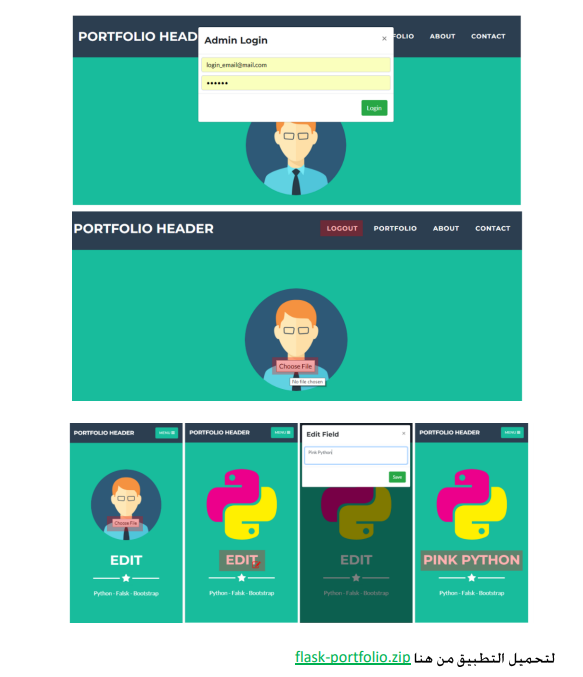 PORTFOLIO HEAD
Admin Login
×
FOLIO
ABOUT
CONTACT
login_email@mail.com
••••••
Login
PORTFOLIO HEADER
LOGOUT
PORTFOLIO
ABOUT
CONTACT
Choose File
No file chosen
PORTFOLIO HEADER
MENU
Choose File
EDIT
Python - Falsk - Bootstrap
PORTFOLIO HEADER
MENU
EDIT
Python - Falsk - Bootstrap
Edit Field
×
Pink Python
Save
EDIT
Python - Falsk - Bootstrap
PORTFOLIO HEADER
MENU
PINK PYTHON
Python - Falsk - Bootstrap
لتحميل التطبيق من هنا flask-portfolio.zip